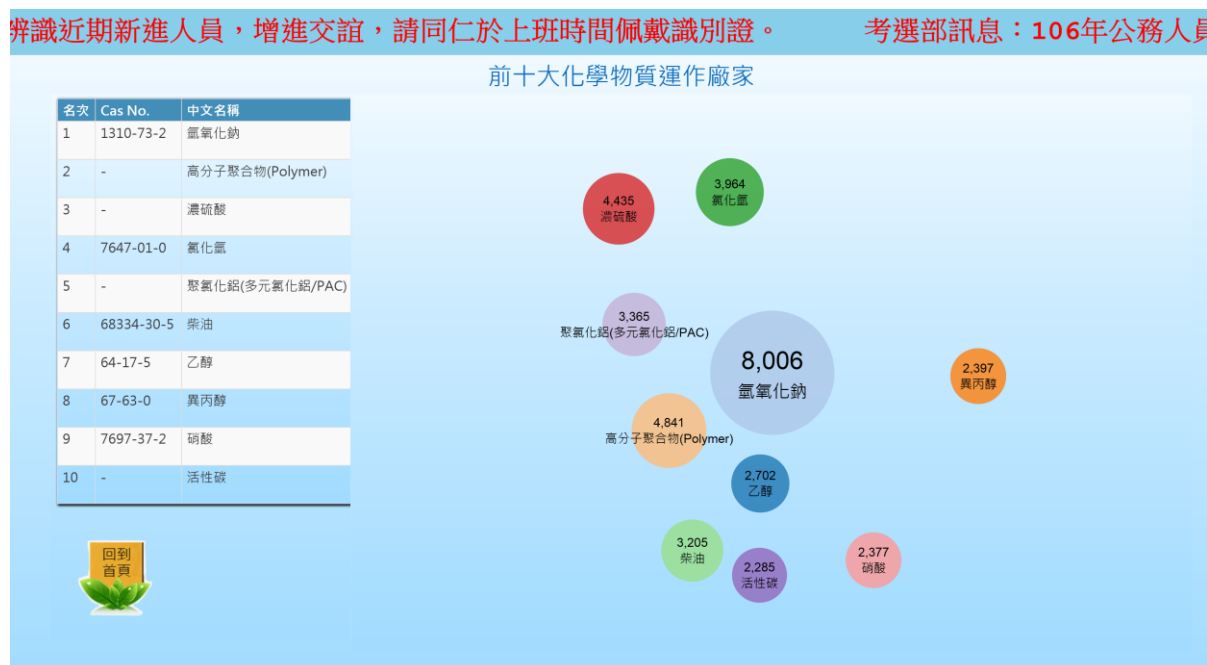 辨識近期新進人員，增進交誼，請同仁於上班時間佩戴識別證。 考選部訊息：106年公務人員
前十大化學物質運作廠家
名次 Cas No. 中文名稱
1 1310-73-2 氫氧化鈉
2 - 高分子聚合物(Polymer)
3 - 濃硫酸
4 7647-01-0 氯化氫
5 - 聚氯化鋁(多元氯化鋁/PAC)
6 68334-30-5 柴油
7 64-17-5 乙醇
8 67-63-0 異丙醇
9 7697-37-2 硝酸
10 - 活性碳
3,964
氯化氫
4,435
濃硫酸
3,365
聚氯化鋁(多元氯化鋁/PAC)
8,006
氫氧化鈉
2,397
異丙醇
4,841
高分子聚合物(Polymer)
2,702
乙醇
3,205
柴油
2,285
活性碳
2,377
硝酸
回到
首頁